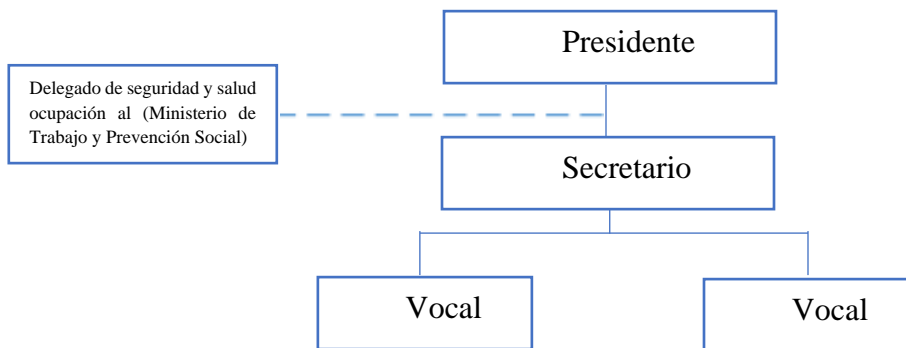 Presidente
Delegado de seguridad y salud
ocupación al (Ministerio de
Trabajo y Prevención Social)
Secretario
Vocal
Vocal